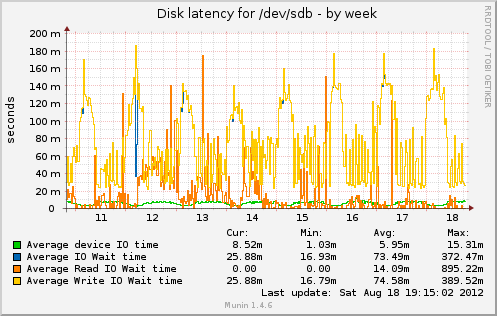 Disk latency for /dev/sdb - by week
RRDTOOL / TOBI OETIKER
seconds
200 m
180 m
160 m
140 m
120 m
100 m
80 m
60 m
40 m
20 m
0
11 12 13 14 15 16 17 18
Cur: Min: Avg: Max:
Average device IO time 8.52m 1.03m 5.95m 15.31m
Average IO Wait time 25.88m 16.93m 73.49m 372.47m
Average Read IO Wait time 0.00 0.00 14.09m 895.22m
Average Write IO Wait time 25.88m 16.79m 74.58m 389.52m
Last update: Sat Aug 18 19:15:02 2012
Munin 1.4.6